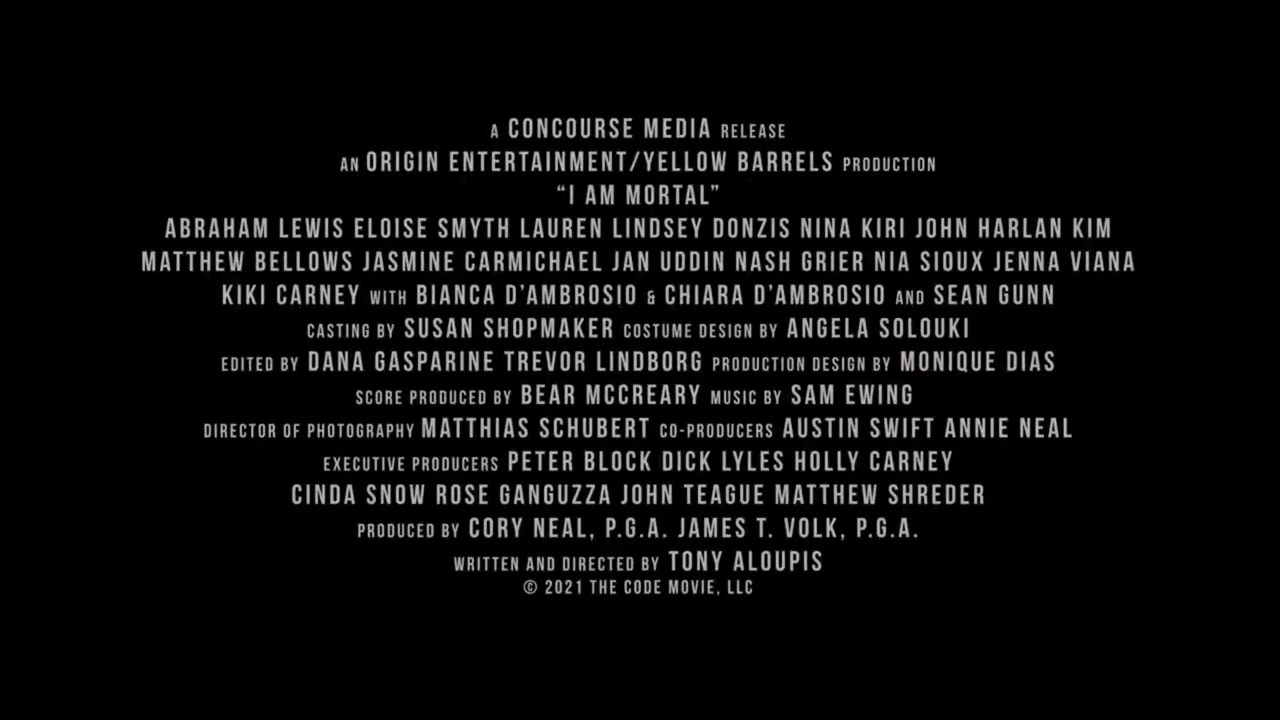 A CONCOURSE MEDIA RELEASE
AN ORIGIN ENTERTAINMENT/YELLOW BARRELS PRODUCTION
“I AM MORTAL”
ABRAHAM LEWIS ELOISE SMYTH LAUREN LINDSEY DONZIS NINA KIRI JOHN HARLAN KIM
MATTHEW BELLOWS JASMINE CARMICHAEL JAN UDDIN NASH GRIER NIA SIOUX JENNA VIANA
KIKI CARNEY WITH BIANCA D’AMBROSIO & CHIARA D’AMBROSIO AND SEAN GUNN
CASTING BY SUSAN SHOPMAKER COSTUME DESIGN BY ANGELA SOLOUKI
EDITED BY DANA GASPARINE TREVOR LINDBORG PRODUCTION DESIGN BY MONIQUE DIAS
SCORE PRODUCED BY BEAR MCCREARY MUSIC BY SAM EWING
DIRECTOR OF PHOTOGRAPHY MATTHIAS SCHUBERT CO-PRODUCERS AUSTIN SWIFT ANNIE NEAL
EXECUTIVE PRODUCERS PETER BLOCK DICK LYLES HOLLY CARNEY
CINDA SNOW ROSE GANGUZZA JOHN TEAGUE MATTHEW SHREDER
PRODUCED BY CORY NEAL, P.G.A. JAMES T. VOLK, P.G.A.
WRITTEN AND DIRECTED BY TONY ALOUPIS
© 2021 THE CODE MOVIE, LLC